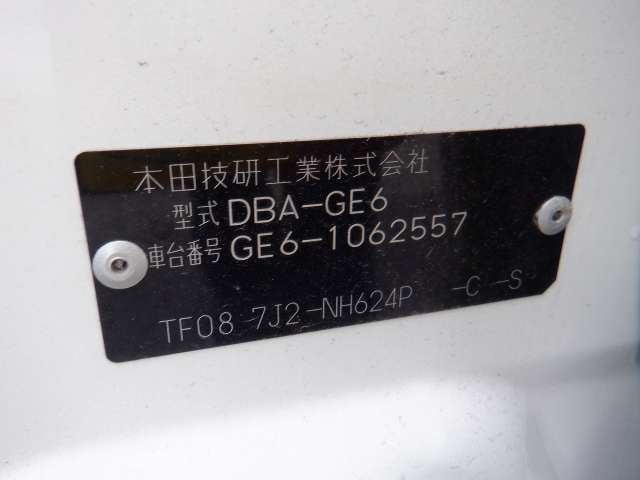 本田技研工業株式会社
型式 DBA-GE6
車台番号 GE6-1062557
TF08 7J2-NH624P -C -S